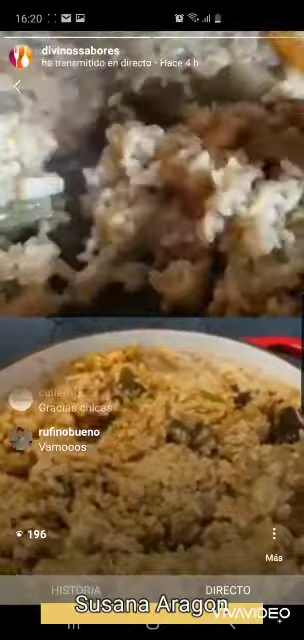 16:20
divinossabores
ha transmitido en directo · Hace 4 h
Gracias chicas
rufinobueno
Vamooos
196
Más
HISTORIA
DIRECTO
Susana Aragon
VIVAVIDEO